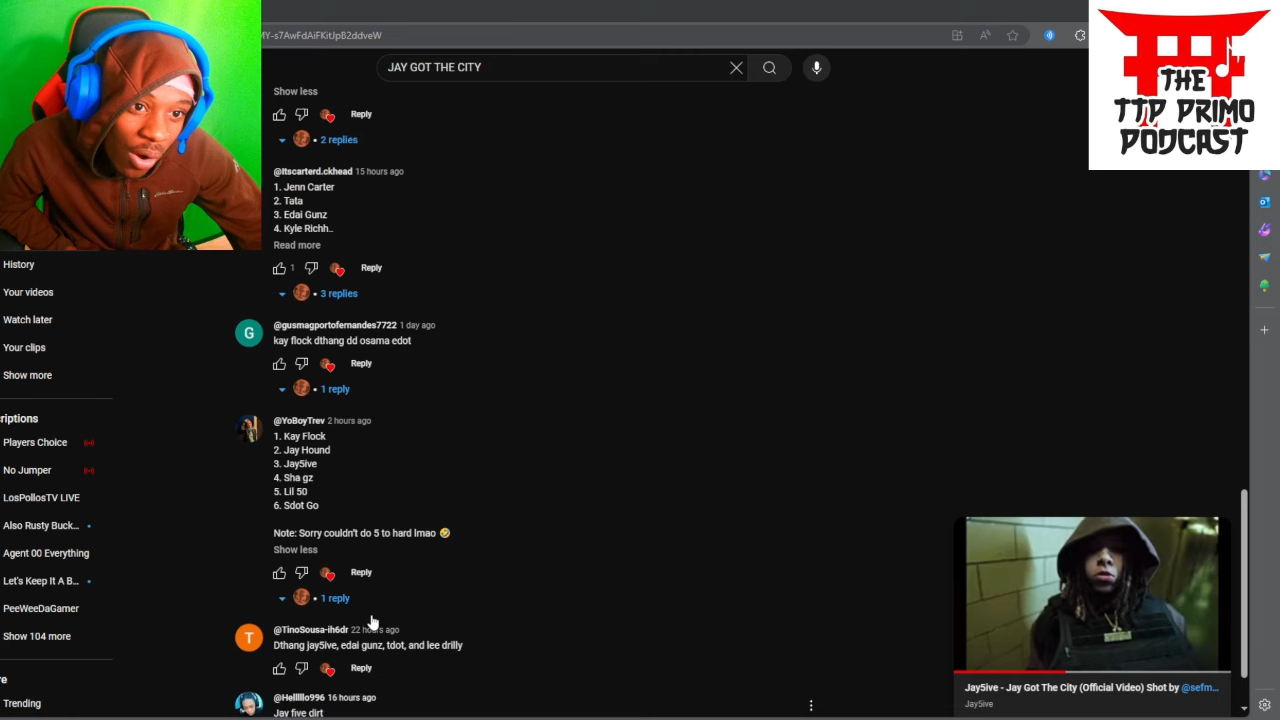 MY-s7AwFdAiFKitJpB2ddveW
JAY GOT THE CITY
THE
TTP PRIMO
PODCAST
Show less
Reply
2 replies
@Itscarterd.ckhead 15 hours ago
1. Jenn Carter
2. Tata
3. Edai Gunz
4. Kyle Richh..
Read more
1
Reply
3 replies
History
Your videos
Watch later
Your clips
Show more
G
@gusmagportofernandes7722 1 day ago
kay flock dthang dd osama edot
Reply
1 reply
riptions
Players Choice
No Jumper
LosPollosTV LIVE
Also Rusty Buck...
Agent 00 Everything
Let's Keep It A B...
PeeWeeDaGamer
Show 104 more
@YoBoyTrev 2 hours ago
1. Kay Flock
2. Jay Hound
3. Jay5ive
4. Sha gz
5. Lil 50
6. Sdot Go
Note: Sorry couldn't do 5 to hard lmao 🤣
Show less
Reply
1 reply
T
@TinoSousa-ih6dr 22 hours ago
Dthang jay5ive, edai gunz, tdot, and lee drilly
Reply
re
Trending
@Helllllo996 16 hours ago
Jay five dirt
Jay5ive - Jay Got The City (Official Video) Shot by @sefm...
Jay5ive